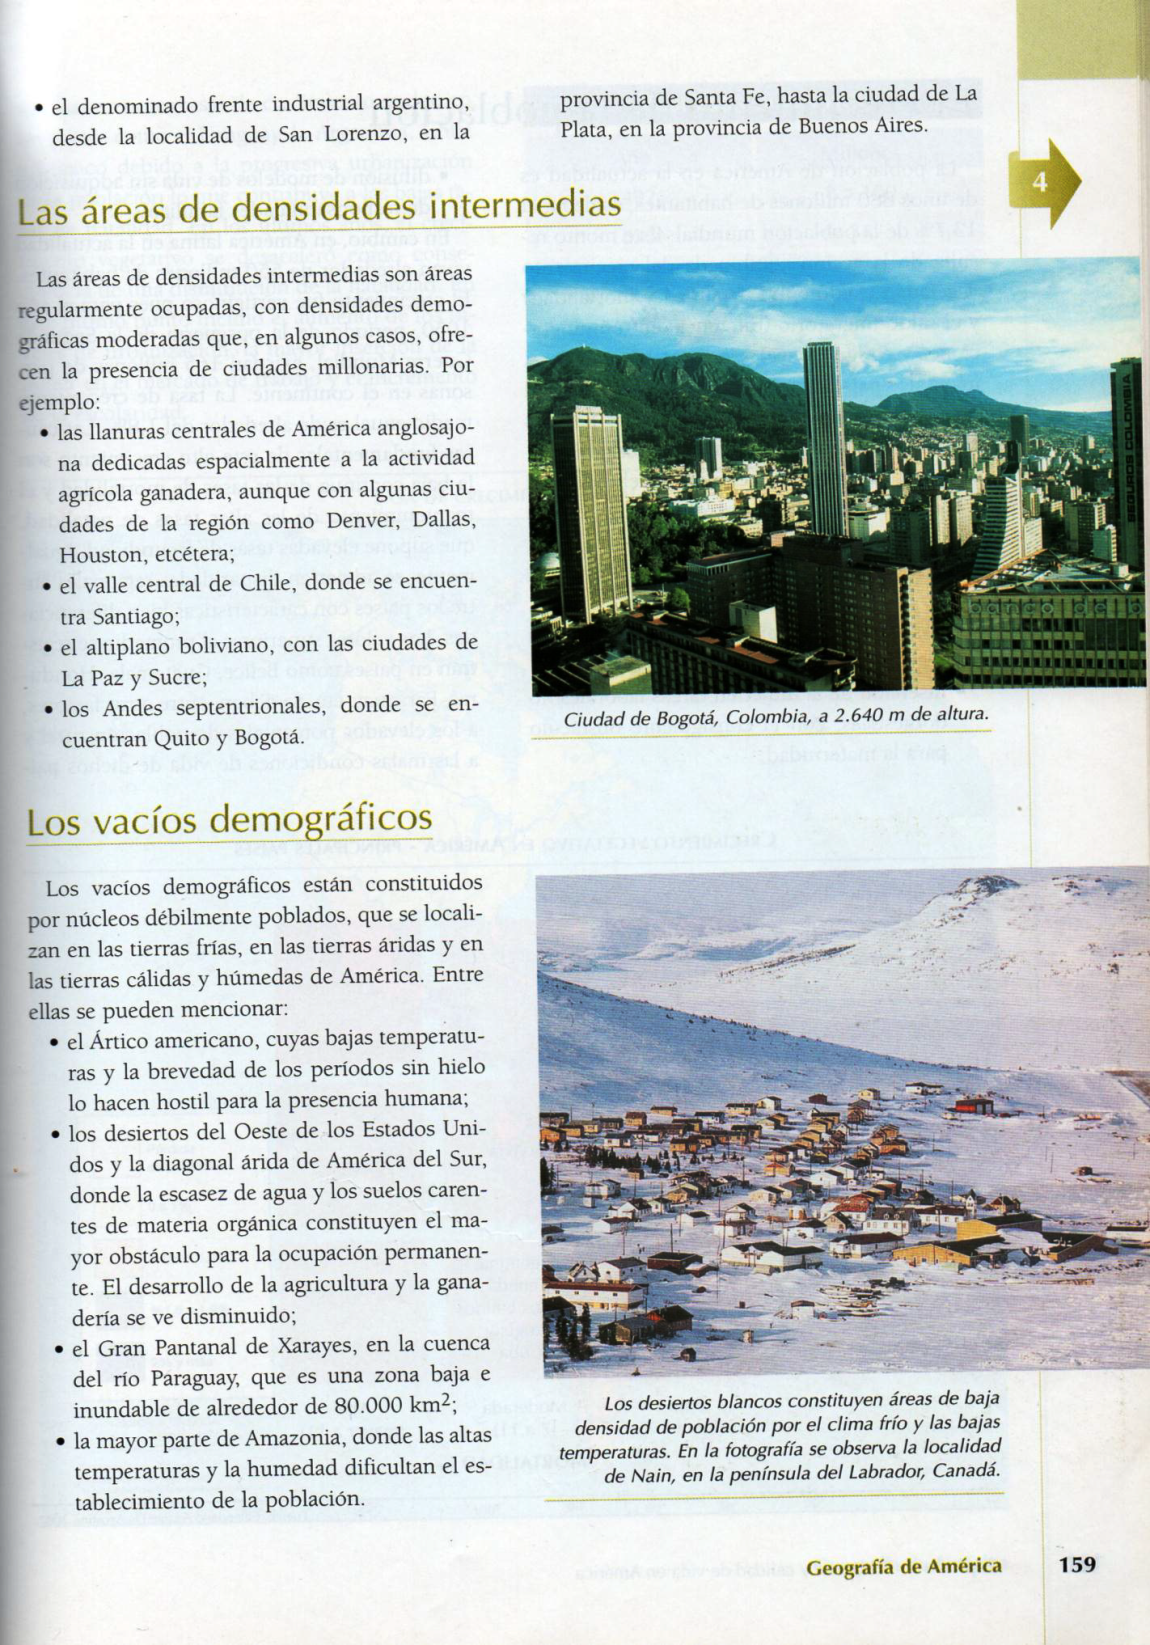 • el denominado frente industrial argentino,
desde la localidad de San Lorenzo, en la
provincia de Santa Fe, hasta la ciudad de La
Plata, en la provincia de Buenos Aires.
4
Las áreas de densidades intermedias
Las áreas de densidades intermedias son áreas
regularmente ocupadas, con densidades demo-
gráficas moderadas que, en algunos casos, ofre-
cen la presencia de ciudades millonarias. Por
ejemplo:
• las llanuras centrales de América anglosajo-
na dedicadas espacialmente a la actividad
agrícola ganadera, aunque con algunas ciu-
dades de la región como Denver, Dallas,
Houston, etcétera;
• el valle central de Chile, donde se encuen-
tra Santiago;
• el altiplano boliviano, con las ciudades de
La Paz y Sucre;
• los Andes septentrionales, donde se en-
cuentran Quito y Bogotá.
SEGUROS COLOMBIA
Ciudad de Bogotá, Colombia, a 2.640 m de altura.
Los vacíos demográficos
Los vacíos demográficos están constituidos
por núcleos débilmente poblados, que se locali-
zan en las tierras frías, en las tierras áridas y en
las tierras cálidas y húmedas de América. Entre
ellas se pueden mencionar:
• el Ártico americano, cuyas bajas temperatu-
ras y la brevedad de los períodos sin hielo
lo hacen hostil para la presencia humana;
• los desiertos del Oeste de los Estados Uni-
dos y la diagonal árida de América del Sur,
donde la escasez de agua y los suelos caren-
tes de materia orgánica constituyen el ma-
yor obstáculo para la ocupación permanen-
te. El desarrollo de la agricultura y la gana-
dería se ve disminuido;
• el Gran Pantanal de Xarayes, en la cuenca
del río Paraguay, que es una zona baja e
inundable de alrededor de 80.000 km²;
• la mayor parte de Amazonia, donde las altas
temperaturas y la humedad dificultan el es-
tablecimiento de la población.
Los desiertos blancos constituyen áreas de baja
densidad de población por el clima frío y las bajas
temperaturas. En la fotografía se observa la localidad
de Nain, en la península del Labrador, Canadá.
Geografía de América 159